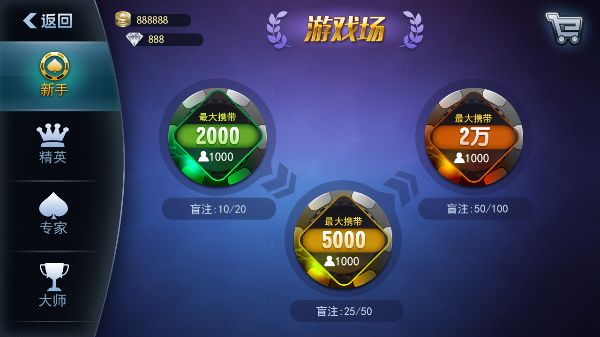 返回
888888
888
游戏场
新手
精英
专家
大师
最大携带
2000
1000
盲注:10/20
最大携带
5000
1000
盲注:25/50
最大携带
2万
1000
盲注:50/100